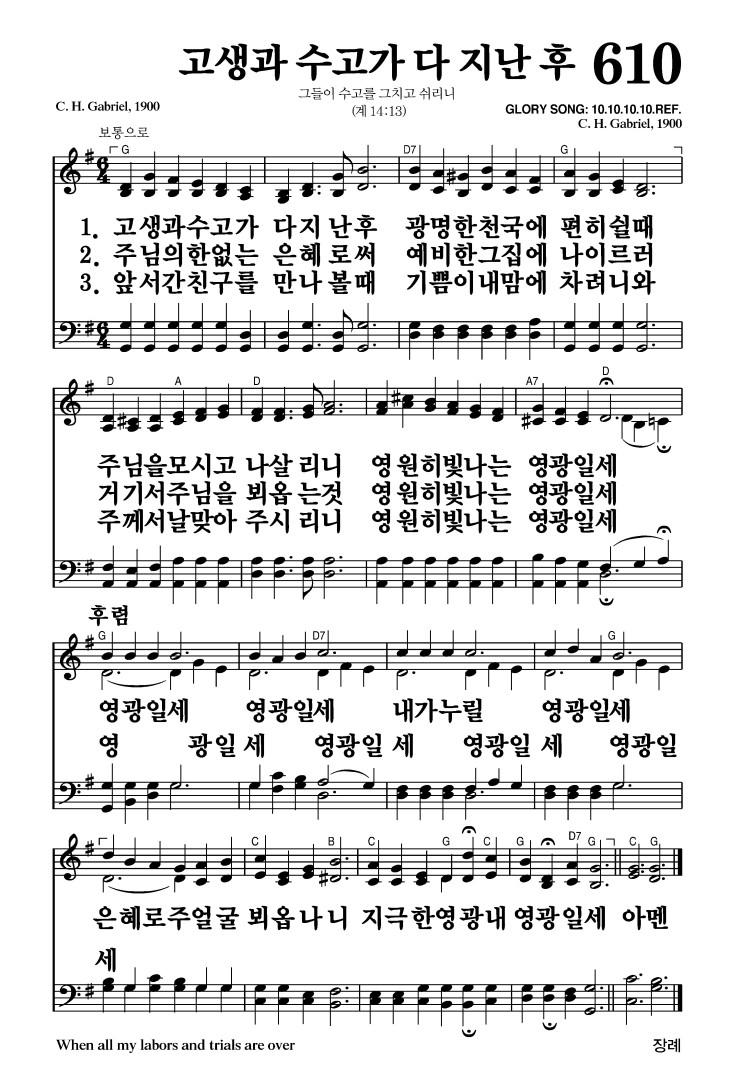 고생과 수고가 다 지난 후 610
그들이 수고를 그치고 쉬리니
(계 14:13)
C. H. Gabriel, 1900
GLORY SONG: 10.10.10.10.REF.
C. H. Gabriel, 1900
보통으로
G D7 G
1. 고생과수고가 다지난후 광명한천국에 편히쉴때
2. 주님의한없는 은혜로써 예비한그집에 나이르러
3. 앞서간친구를 만나볼때 기쁨이내맘에 차려니와
D A D A7 D
주님을모시고 나살리니 영원히빛나는 영광일세
거기서주님을 뵈옵는것 영원히빛나는 영광일세
주께서날맞아 주시리니 영원히빛나는 영광일세
후렴
G D7 G
영광일세 영광일세 내가누릴 영광일세
영 광일세 영광일세 영광일세 영광일
C B C G C G D7 G C G
은혜로주얼굴 뵈옵나니 지극한영광내 영광일세 아멘
세
When all my labors and trials are over
장례